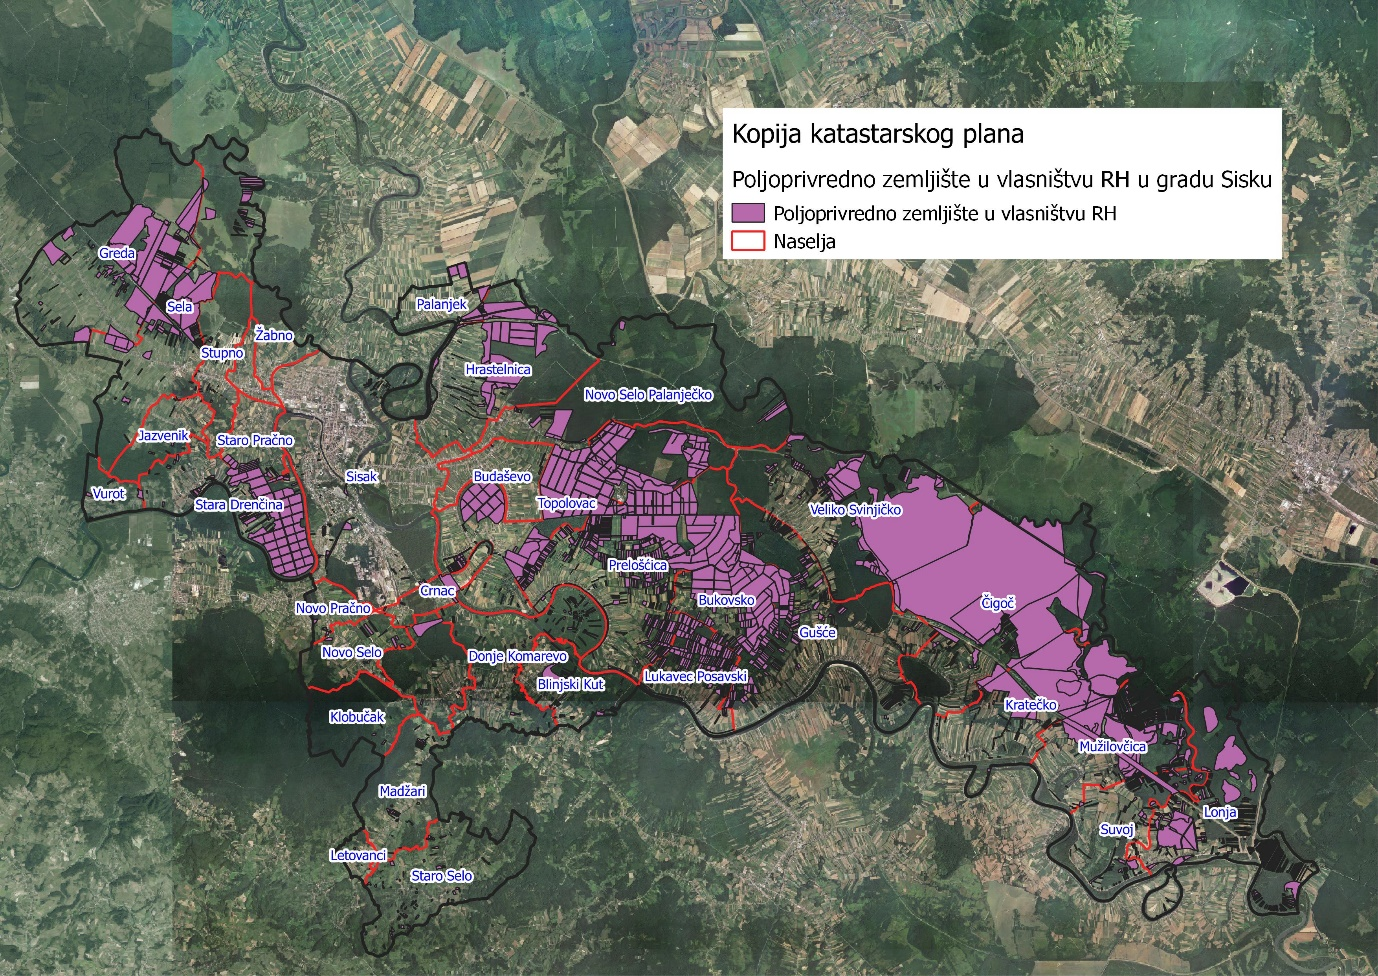 Kopija katastarskog plana
Poljoprivredno zemljište u vlasništvu RH u gradu Sisku
Poljoprivredno zemljište u vlasništvu RH
Naselja
Greda
Sela
Palanjek
Žabno
Stupno
Hrastelnica
Novo Selo Palanječko
Jazvenik
Staro Pračno
Sisak
Budaševo
Vurot
Stara Drenčina
Topolovac
Veliko Svinjičko
Prelošćica
Crnac
Bukovsko
Čigoč
Novo Pračno
Gušće
Novo Selo
Donje Komarevo
Blinjski Kut
Lukavec Posavski
Kratečko
Klobučak
Mužilovčica
Madžari
Lonja
Suvoj
Letovanci
Staro Selo